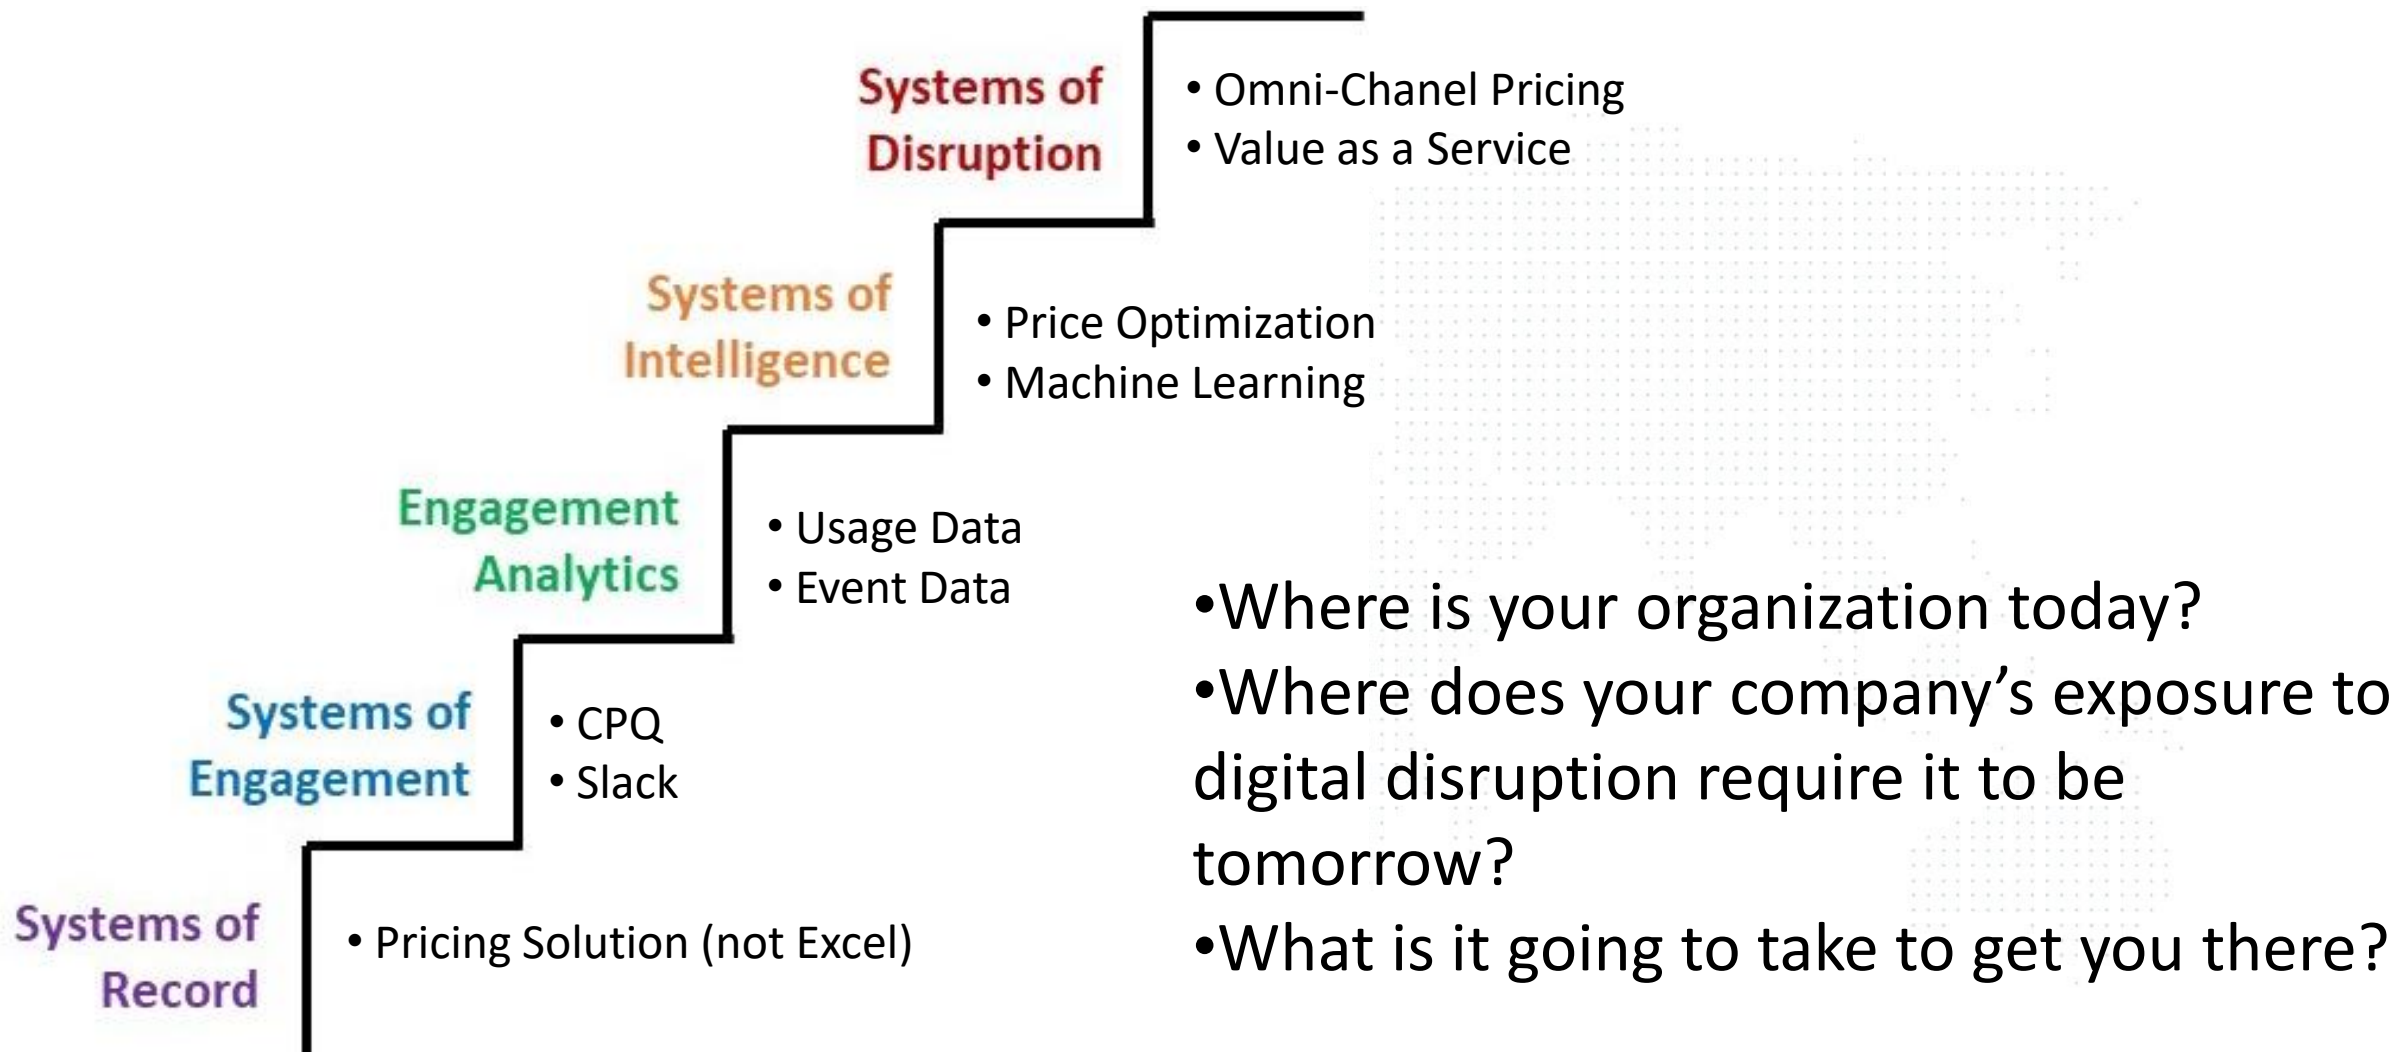 Systems of
Disruption
• Omni-Chanel Pricing
• Value as a Service
Systems of
Intelligence
• Price Optimization
• Machine Learning
Engagement
Analytics
• Usage Data
• Event Data
Systems of
Engagement
• CPQ
• Slack
Systems of
Record
• Pricing Solution (not Excel)
•Where is your organization today?
•Where does your company’s exposure to
digital disruption require it to be
tomorrow?
•What is it going to take to get you there?